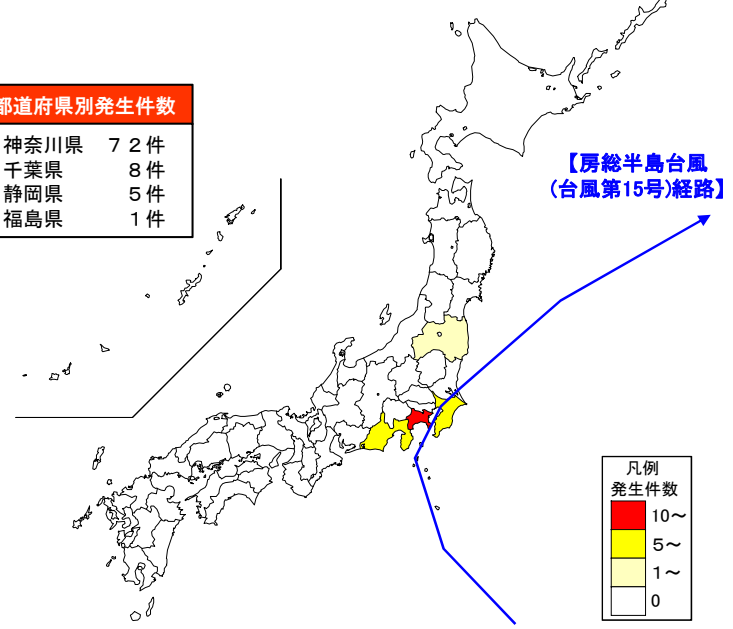 都道府県別発生件数
神奈川県 72件
千葉県 8件
静岡県 5件
福島県 1件
【房総半島台風
(台風第15号)経路】
凡例
発生件数
10～
5～
1～
0